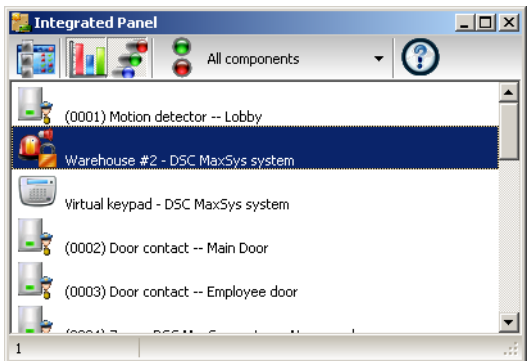 Integrated Panel
All components
?
(0001) Motion detector -- Lobby
Warehouse #2 - DSC MaxSys system
Virtual keypad - DSC MaxSys system
(0002) Door contact -- Main Door
(0003) Door contact -- Employee door
1